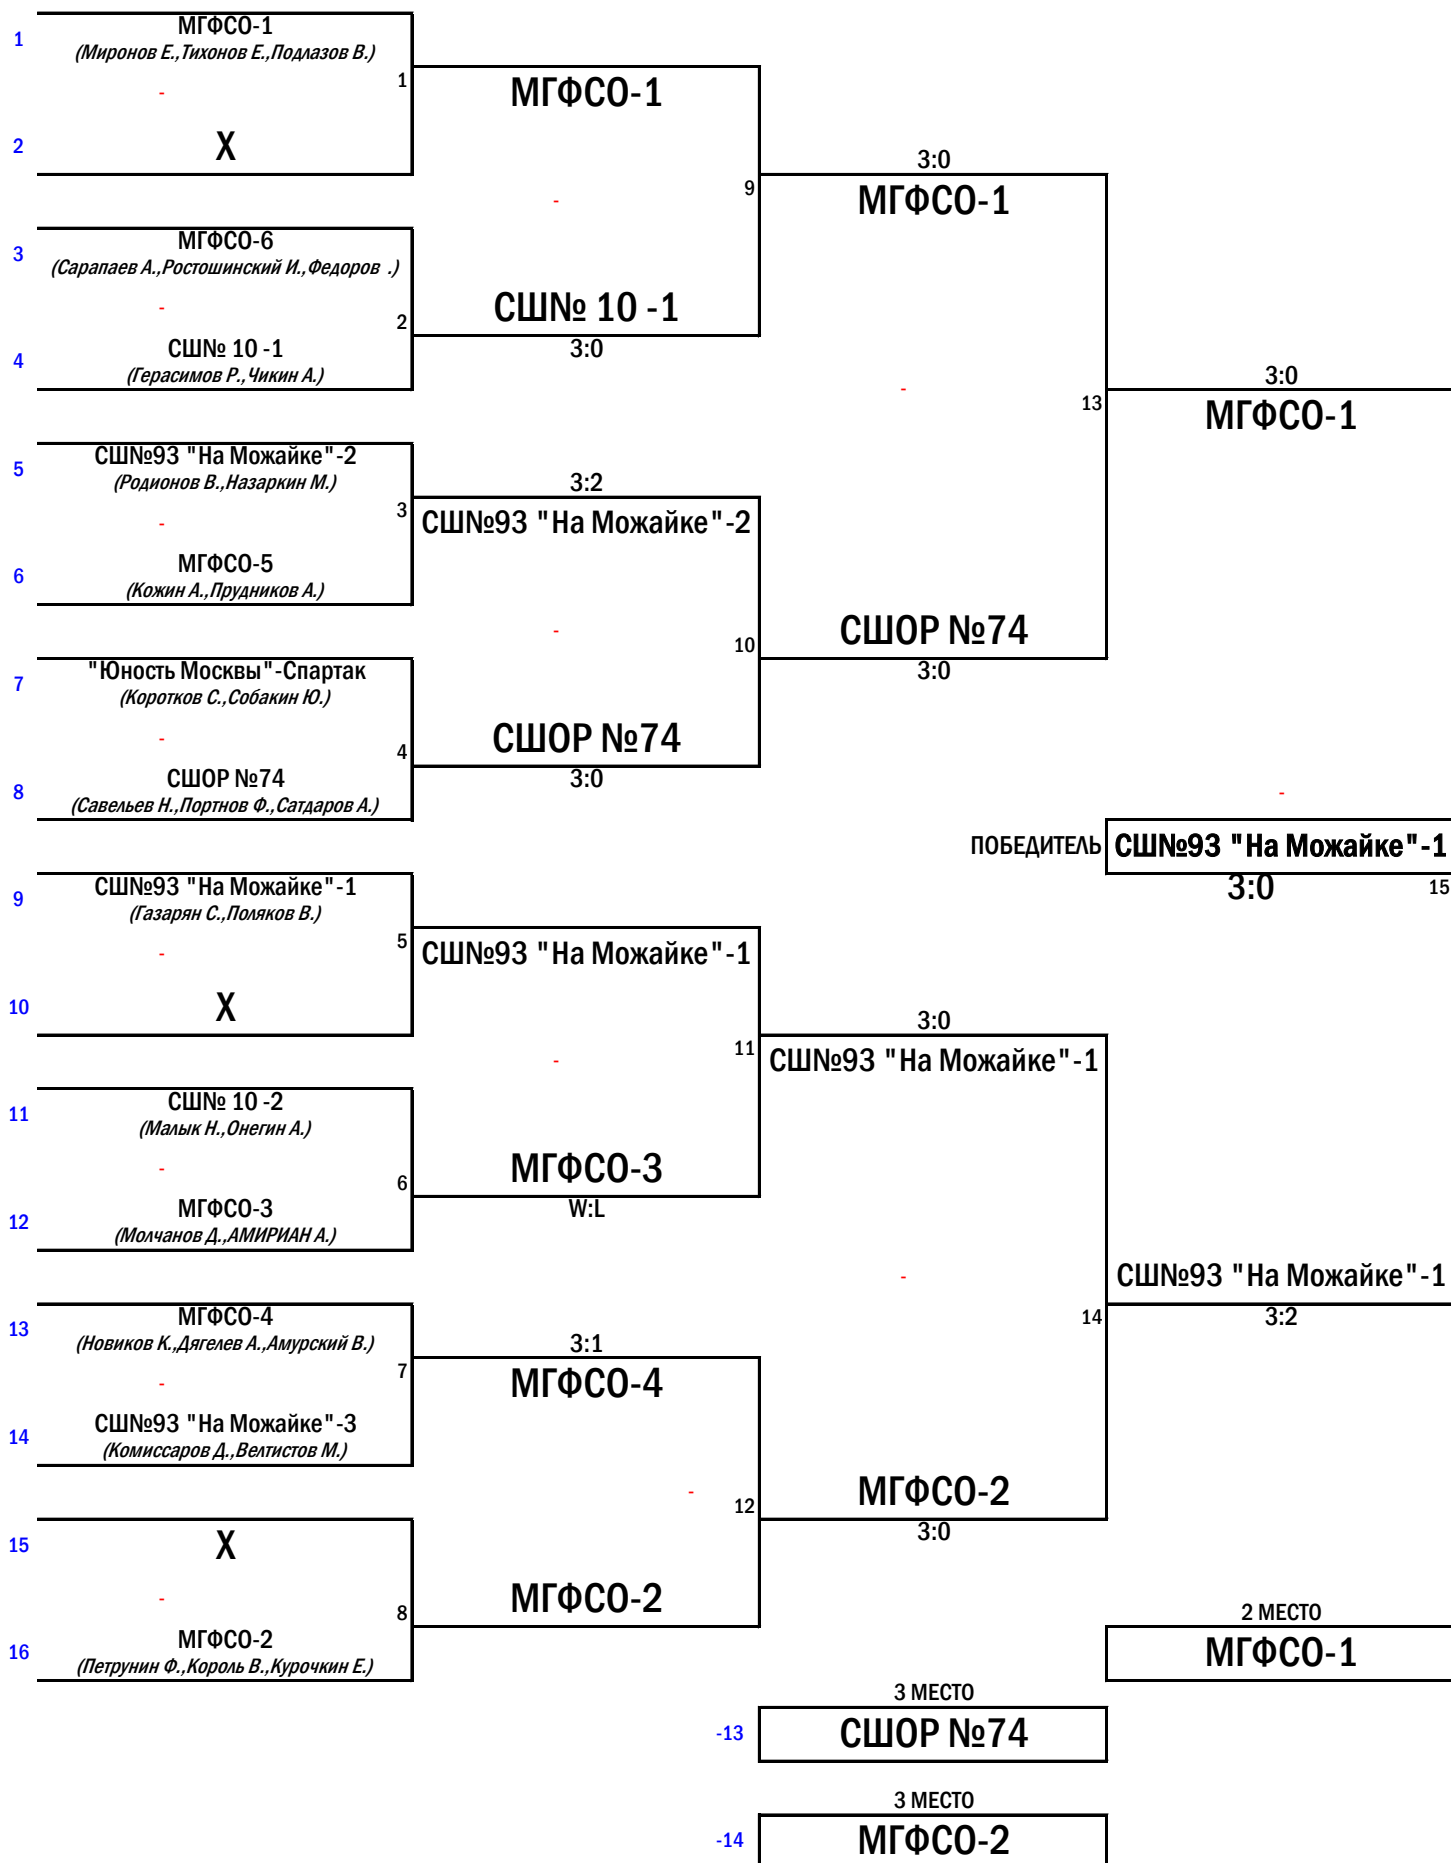 1
МГФСО-1
(Миронов Е.,Тихонов Е.,Подлазов В.)
-
1
2
X
МГФСО-1
3
МГФСО-6
(Сарапаев А.,Ростошинский И.,Федоров .)
-
2
4
СШ№ 10 -1
(Герасимов Р.,Чикин А.)
-
9
СШ№ 10 -1
3:0
3:0
МГФСО-1
5
СШ№93 "На Можайке"-2
(Родионов В.,Назаркин М.)
-
3
6
МГФСО-5
(Кожин А.,Прудников А.)
3:2
СШ№93 "На Можайке"-2
7
"Юность Москвы"-Спартак
(Коротков С.,Собакин Ю.)
-
4
8
СШОР №74
(Савельев Н.,Портнов Ф.,Сатдаров А.)
-
10
СШОР №74
3:0
-
13
СШОР №74
3:0
3:0
МГФСО-1
-
ПОБЕДИТЕЛЬ
СШ№93 "На Можайке"-1
3:0
15
9
СШ№93 "На Можайке"-1
(Газарян С.,Поляков В.)
-
5
10
X
СШ№93 "На Можайке"-1
11
СШ№ 10 -2
(Малык Н.,Онегин А.)
-
6
12
МГФСО-3
(Молчанов Д.,АМИРИАН А.)
-
11
МГФСО-3
W:L
3:0
СШ№93 "На Можайке"-1
13
МГФСО-4
(Новиков К.,Дягелев А.,Амурский В.)
-
7
14
СШ№93 "На Можайке"-3
(Комиссаров Д.,Велтистов М.)
3:1
МГФСО-4
15
X
-
8
16
МГФСО-2
(Петрунин Ф.,Король В.,Курочкин Е.)
-
12
МГФСО-2
-
14
МГФСО-2
3:0
СШ№93 "На Можайке"-1
3:2
2 МЕСТО
МГФСО-1
3 МЕСТО
-13
СШОР №74
3 МЕСТО
-14
МГФСО-2